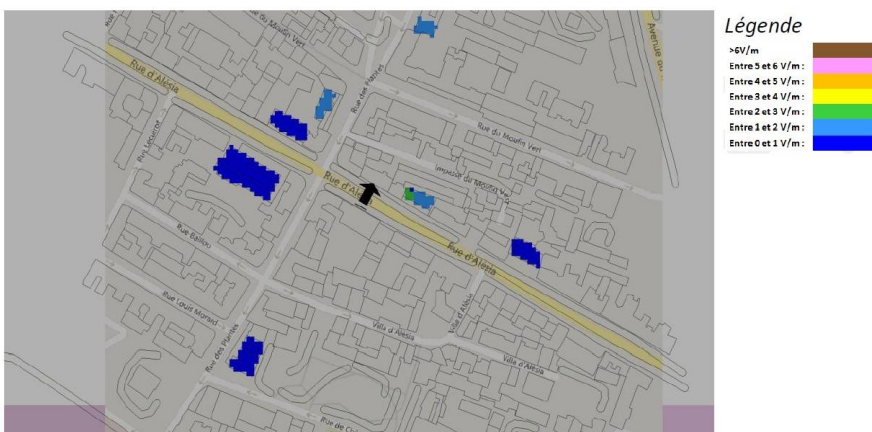 Légende
>6V/m
Entre 5 et 6 V/m :
Entre 4 et 5 V/m :
Entre 3 et 4 V/m :
Entre 2 et 3 V/m :
Entre 1 et 2 V/m :
Entre 0 et 1 V/m :
Rue du Moulin Vert
Avenue du
Rue d'Alésia
Rue des Plantes
Rue du Moulin Vert
Impasse du Moulin Vert
Rue d'Alésia
Rue Bailliou
Rue d'Alésia
Rue Louis Morard
Villa d'Alésia
Villa d'Alésia
Rue des Plantes
Villa d'Alésia